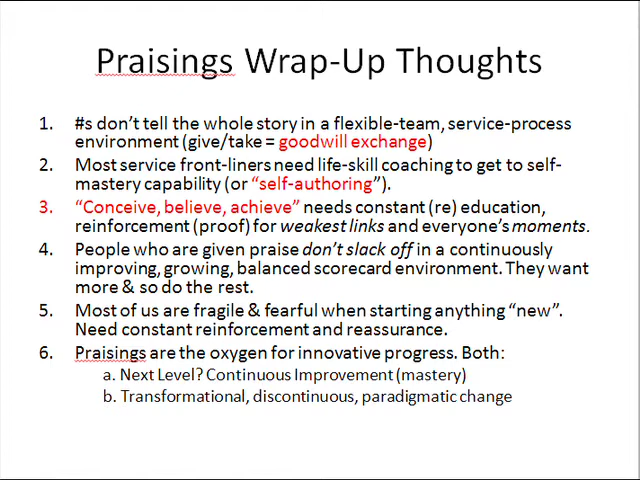 Praisings Wrap-Up Thoughts
1. #s don't tell the whole story in a flexible-team, service-process
environment (give/take = goodwill exchange)
2. Most service front-liners need life-skill coaching to get to self-
mastery capability (or "self-authoring").
3. "Conceive, believe, achieve" needs constant (re) education,
reinforcement (proof) for weakest links and everyone's moments.
4. People who are given praise don't slack off in a continuously
improving, growing, balanced scorecard environment. They want
more & so do the rest.
5. Most of us are fragile & fearful when starting anything "new".
Need constant reinforcement and reassurance.
6. Praisings are the oxygen for innovative progress. Both:
a. Next Level? Continuous Improvement (mastery)
b. Transformational, discontinuous, paradigmatic change